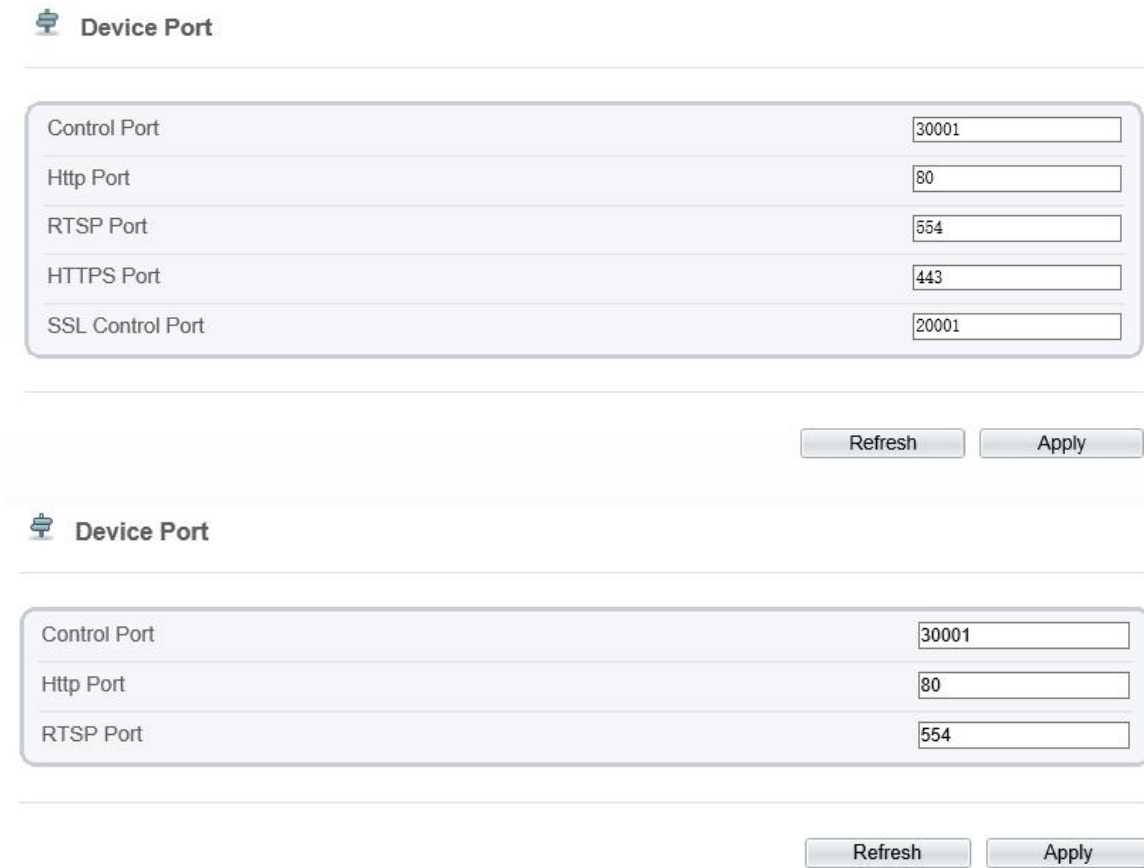 Device Port
Control Port 30001
Http Port 80
RTSP Port 554
HTTPS Port 443
SSL Control Port 20001
Refresh Apply
Device Port
Control Port 30001
Http Port 80
RTSP Port 554
Refresh Apply